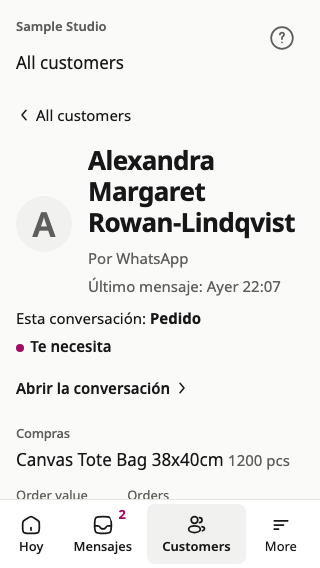 Sample Studio
All customers
All customers
Alexandra
Margaret
Rowan-Lindqvist
A
Por WhatsApp
Último mensaje: Ayer 22:07
Esta conversación: Pedido
Te necesita
Abrir la conversación
Compras
Canvas Tote Bag 38x40cm 1200 pcs
Order value Orders
2
Hoy Mensajes Customers More